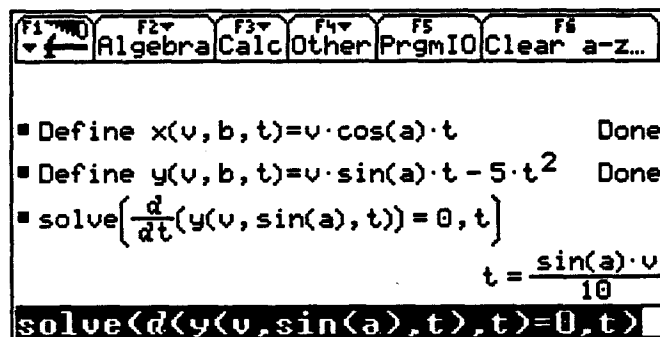 F1 F2 Algebra F3 Calc F4 Other F5 PrgmIO F6 Clear a-z…
▪ Define x(v,b,t)=v·cos(a)·t Done
▪ Define y(v,b,t)=v·sin(a)·t − 5·t² Done
▪ solve(d/dt(y(v,sin(a),t))=0,t)
t = sin(a)·v/10
solve(d(y(v,sin(a),t),t)=0,t)